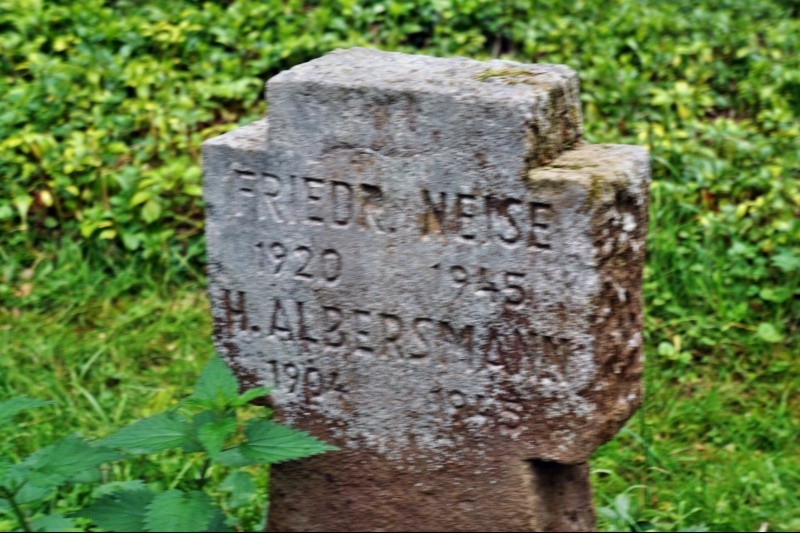 FRIEDR. NEISE
1920 1945
H. ALBERSMANN
1904 1945